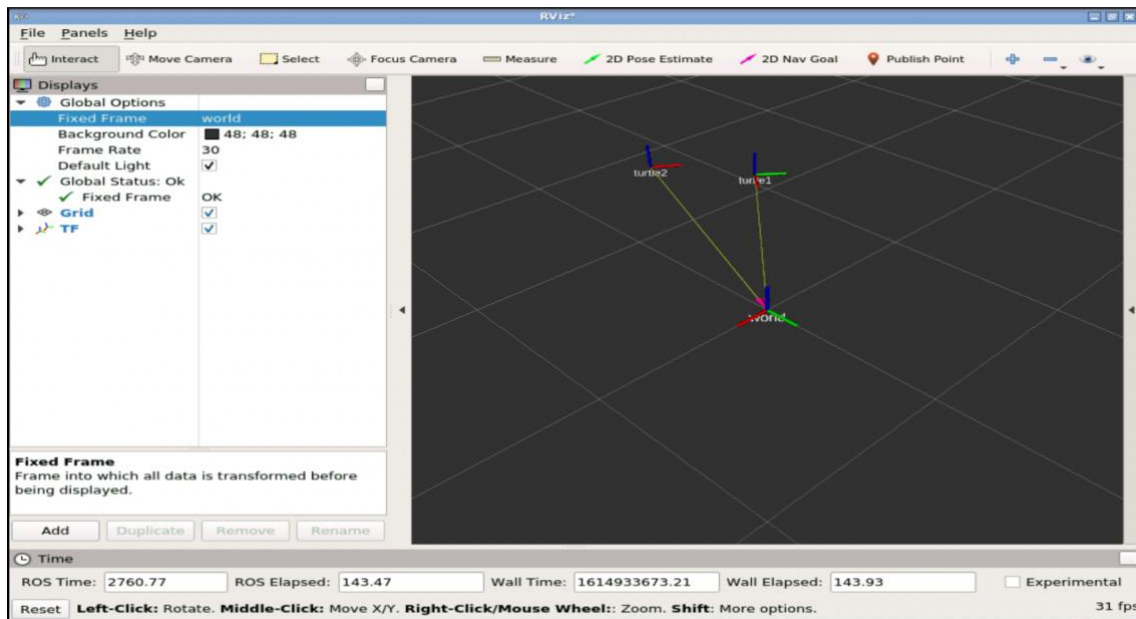 RViz*
File Panels Help
Interact Move Camera Select Focus Camera Measure 2D Pose Estimate 2D Nav Goal Publish Point
Displays
Global Options
Fixed Frame world
Background Color 48; 48; 48
Frame Rate 30
Default Light
Global Status: Ok
Fixed Frame OK
Grid
TF
turtle2
turtle1
world
Fixed Frame
Frame into which all data is transformed before
being displayed.
Add Duplicate Remove Rename
Time
ROS Time: 2760.77 ROS Elapsed: 143.47 Wall Time: 1614933673.21 Wall Elapsed: 143.93 Experimental
Reset Left-Click: Rotate. Middle-Click: Move X/Y. Right-Click/Mouse Wheel:: Zoom. Shift: More options. 31 fps